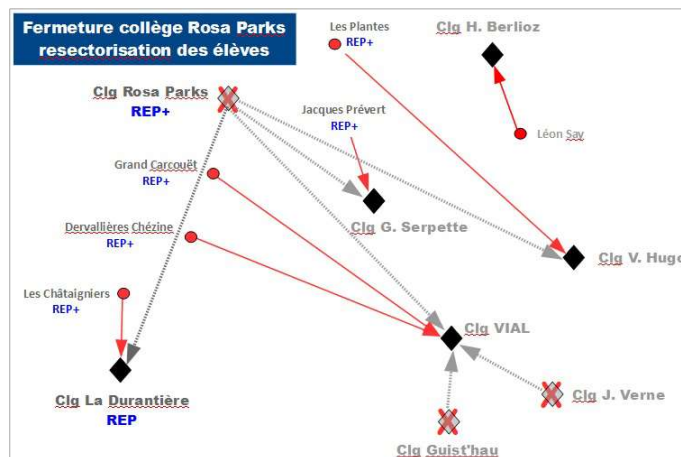 Fermeture collège Rosa Parks
resectorisation des élèves
Les Plantes
REP+
Clg H. Berlioz
Clg Rosa Parks
REP+
Jacques Prévert
REP+
Léon Say
Grand Carcouët
REP+
Clg G. Serpette
Dervallières Chézine
REP+
Clg V. Hugo
Les Châtaigniers
REP+
Clg VIAL
Clg La Durantière
REP
Clg J. Verne
Clg Guist'hau